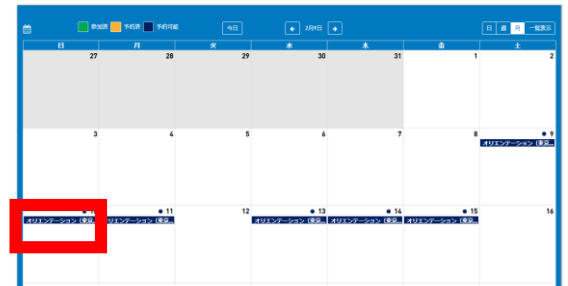 参加済 予約済 予約可能 今日 2月9日 日 週 月 一覧表示
日 月 火 水 木 金 土
27 28 29 30 31 1 2
3 4 5 6 7 8 9
オリエンテーション (東京...
10 11 12 13 14 15 16
オリエンテーション (東京... オリエンテーション (東京... オリエンテーション (東京... オリエンテーション (東京... オリエンテーション (東京...